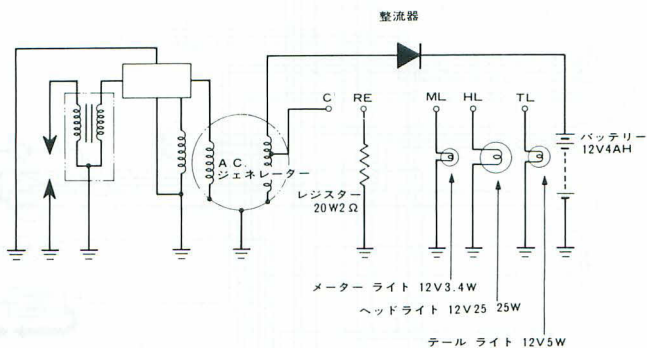 整流器
C RE ML HL TL
バッテリー
12V4AH
A.C.
ジェネレーター
レジスター
20W2Ω
メーター ライト 12V3.4W
ヘッドライト 12V25 25W
テール ライト 12V5W